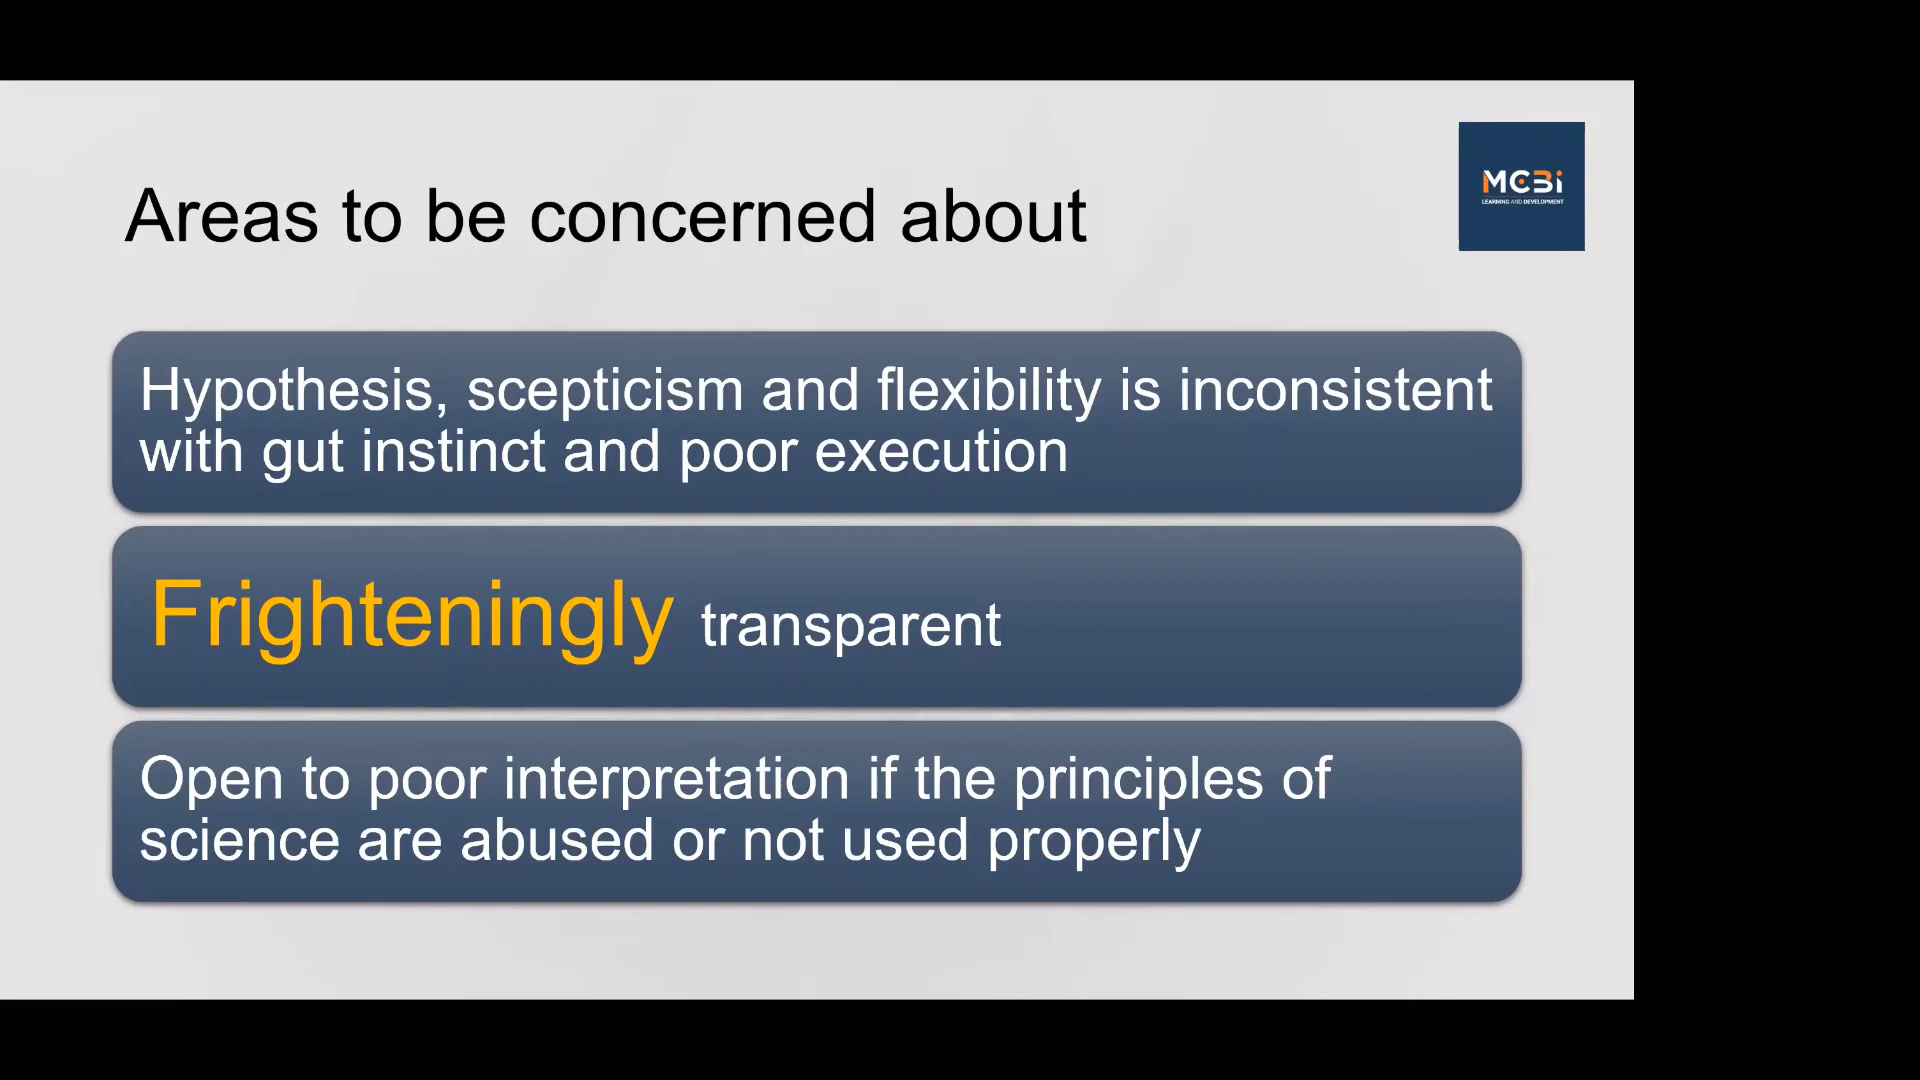 MCBi
LEARNING AND DEVELOPMENT
Areas to be concerned about
Hypothesis, scepticism and flexibility is inconsistent
with gut instinct and poor execution
Frighteningly transparent
Open to poor interpretation if the principles of
science are abused or not used properly